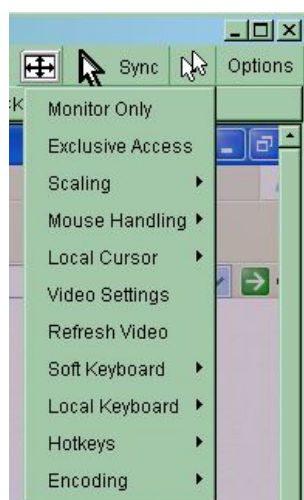 Sync Options
Monitor Only
Exclusive Access
Scaling
Mouse Handling
Local Cursor
Video Settings
Refresh Video
Soft Keyboard
Local Keyboard
Hotkeys
Encoding